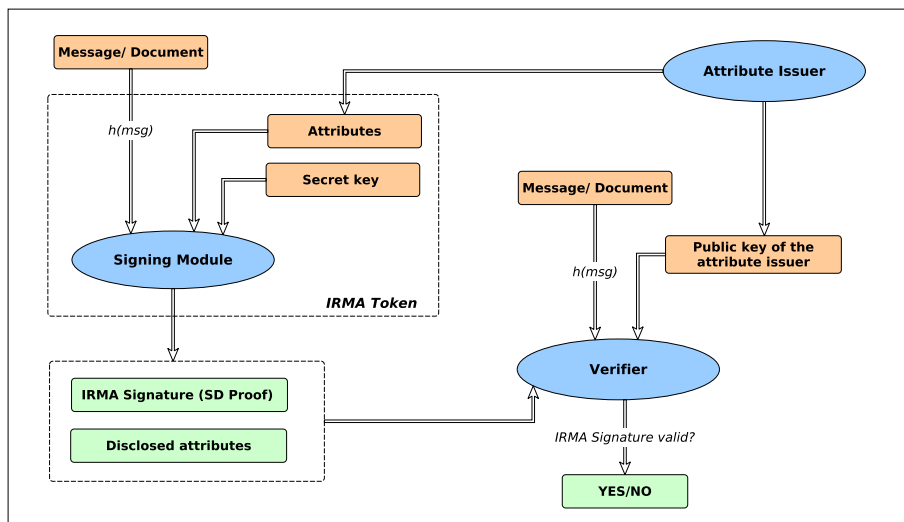 Message/ Document
Attribute Issuer
h(msg)
Attributes
Secret key
Message/ Document
Signing Module
Public key of the
attribute issuer
h(msg)
IRMA Token
Verifier
IRMA Signature (SD Proof)
Disclosed attributes
IRMA Signature valid?
YES/NO